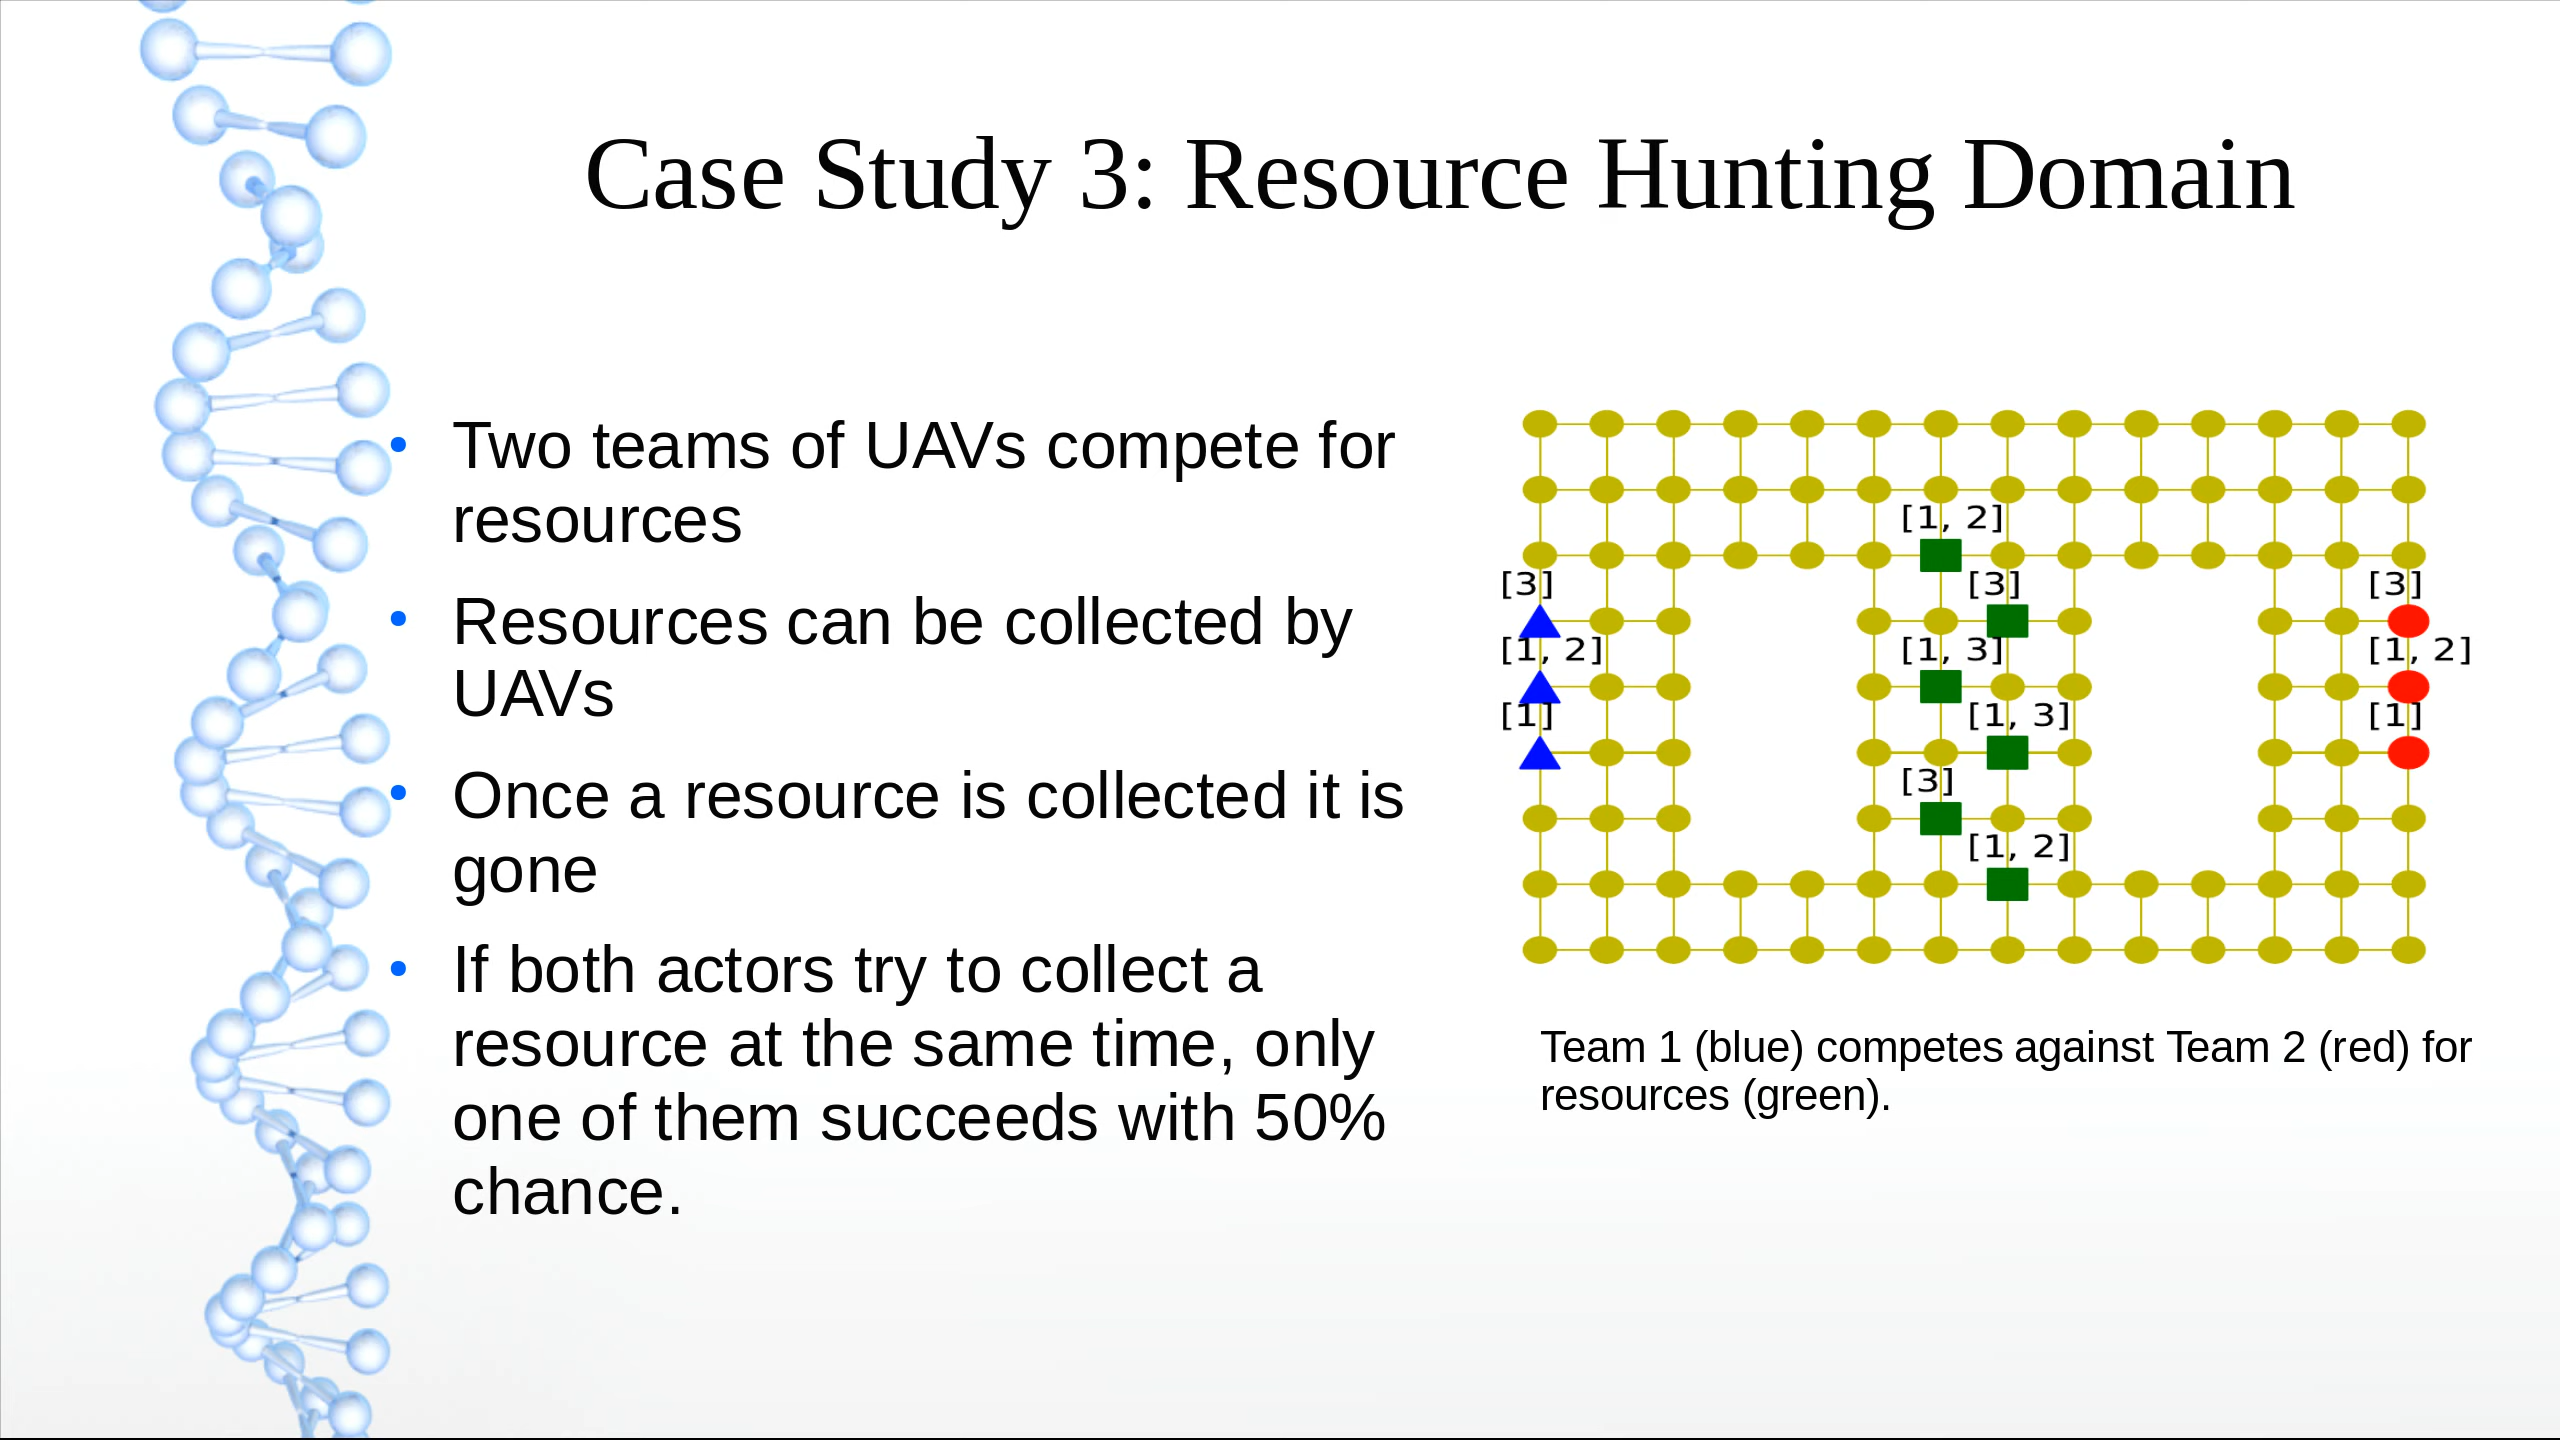 Case Study 3: Resource Hunting Domain
Two teams of UAVs compete for
resources
Resources can be collected by
UAVs
Once a resource is collected it is
gone
If both actors try to collect a
resource at the same time, only
one of them succeeds with 50%
chance.
[1, 2]
[3] [3] [3]
[1, 2] [1, 3] [1, 2]
[1] [1, 3] [1]
[3]
[1, 2]
Team 1 (blue) competes against Team 2 (red) for
resources (green).